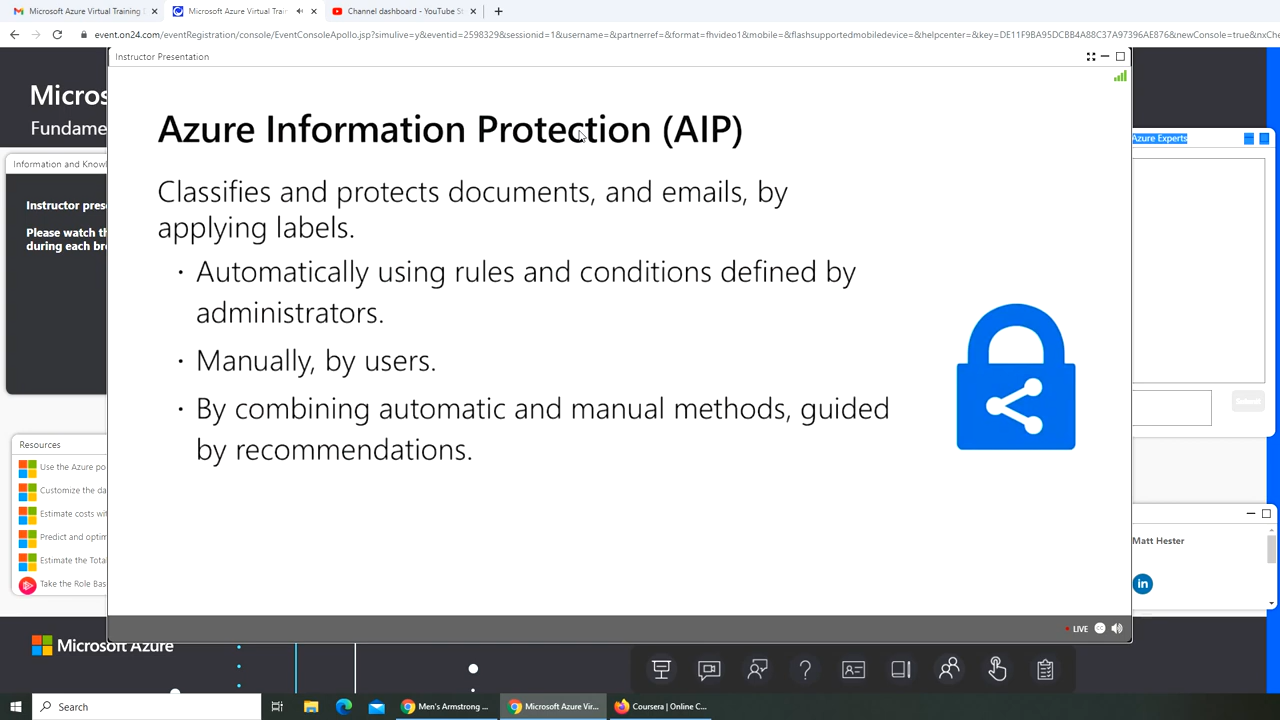 Microsoft Azure Virtual Training D
Microsoft Azure Virtual Train
Channel dashboard - YouTube St
event.on24.com/eventRegistration/console/EventConsoleApollo.jsp?simulive=y&eventid=2598329&sessionid=1&username=&partnerref=&format=fhvideo1&mobile=&flashsupportedmobiledevice=&helpcenter=&key=DE11F9BA95DCBB4A88C37A97396AE876&newConsole=true&nxChe
Instructor Presentation
Micros
Fundame
Azure Information Protection (AIP)
Azure Experts
Information and Knowl
Classifies and protects documents, and emails, by
applying labels.
Instructor prese
Please watch th
during each bre
· Automatically using rules and conditions defined by
administrators.
· Manually, by users.
· By combining automatic and manual methods, guided
by recommendations.
Submit
Resources
Use the Azure po
Customize the da
Estimate costs wit
Predict and optim
Estimate the Total
Take the Role Bas
Matt Hester
in
LIVE
CC
Microsoft Azure
Search
Men's Armstrong ...
Microsoft Azure Vir...
Coursera | Online C...